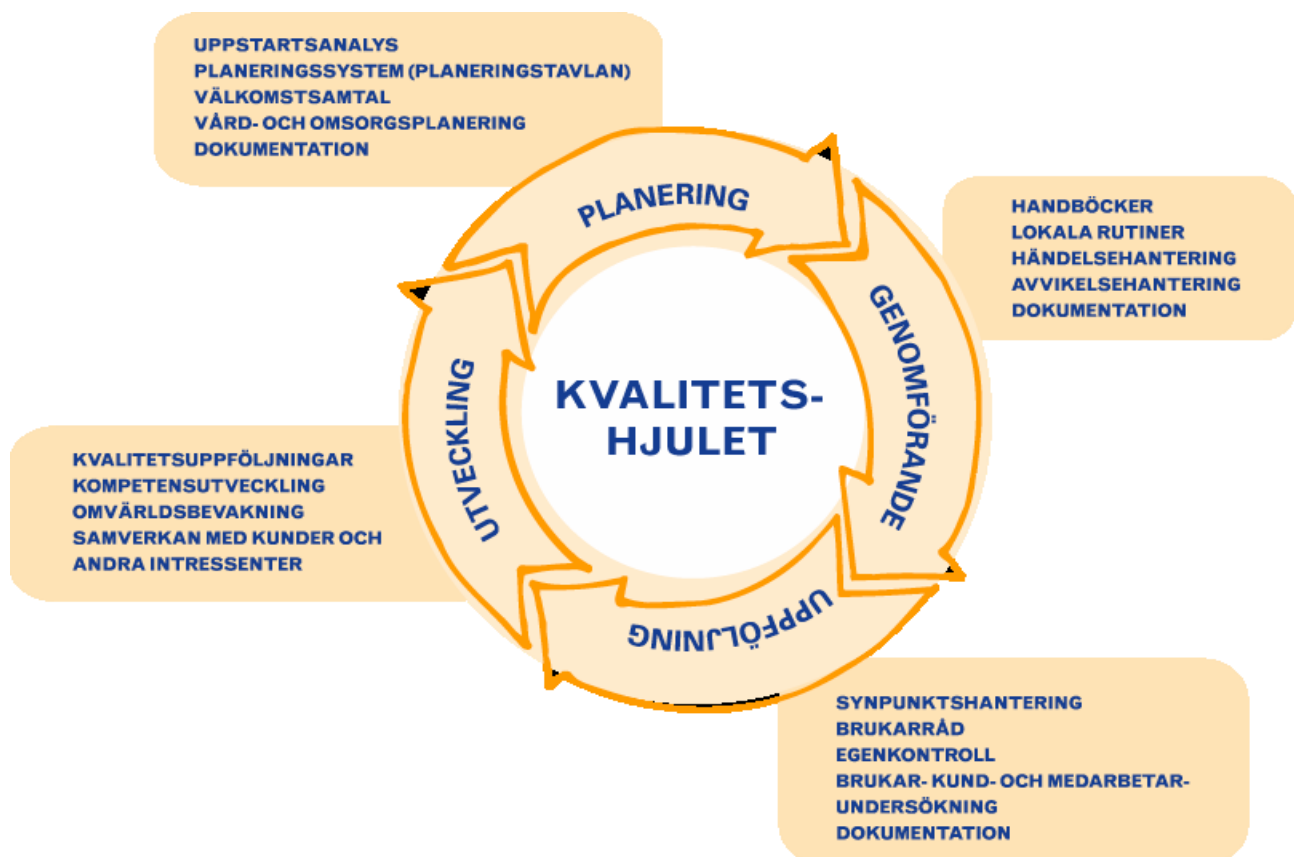 UPPSTARTSANALYS
PLANERINGSSYSTEM (PLANERINGSTAVLAN)
VÄLKOMSTSAMTAL
VÅRD- OCH OMSORGSPLANERING
DOKUMENTATION
PLANERING
HANDBÖCKER
LOKALA RUTINER
HÄNDELSEHANTERING
AVVIKELSEHANTERING
DOKUMENTATION
GENOMFÖRANDE
KVALITETS-
HJULET
UTVECKLING
KVALITETSUPPFÖLJNINGAR
KOMPETENSUTVECKLING
OMVÄRLDSBEVAKNING
SAMVERKAN MED KUNDER OCH
ANDRA INTRESSENTER
UPPFÖLJNING
SYNPUNKTSHANTERING
BRUKARRÅD
EGENKONTROLL
BRUKAR- KUND- OCH MEDARBETAR-
UNDERSÖKNING
DOKUMENTATION